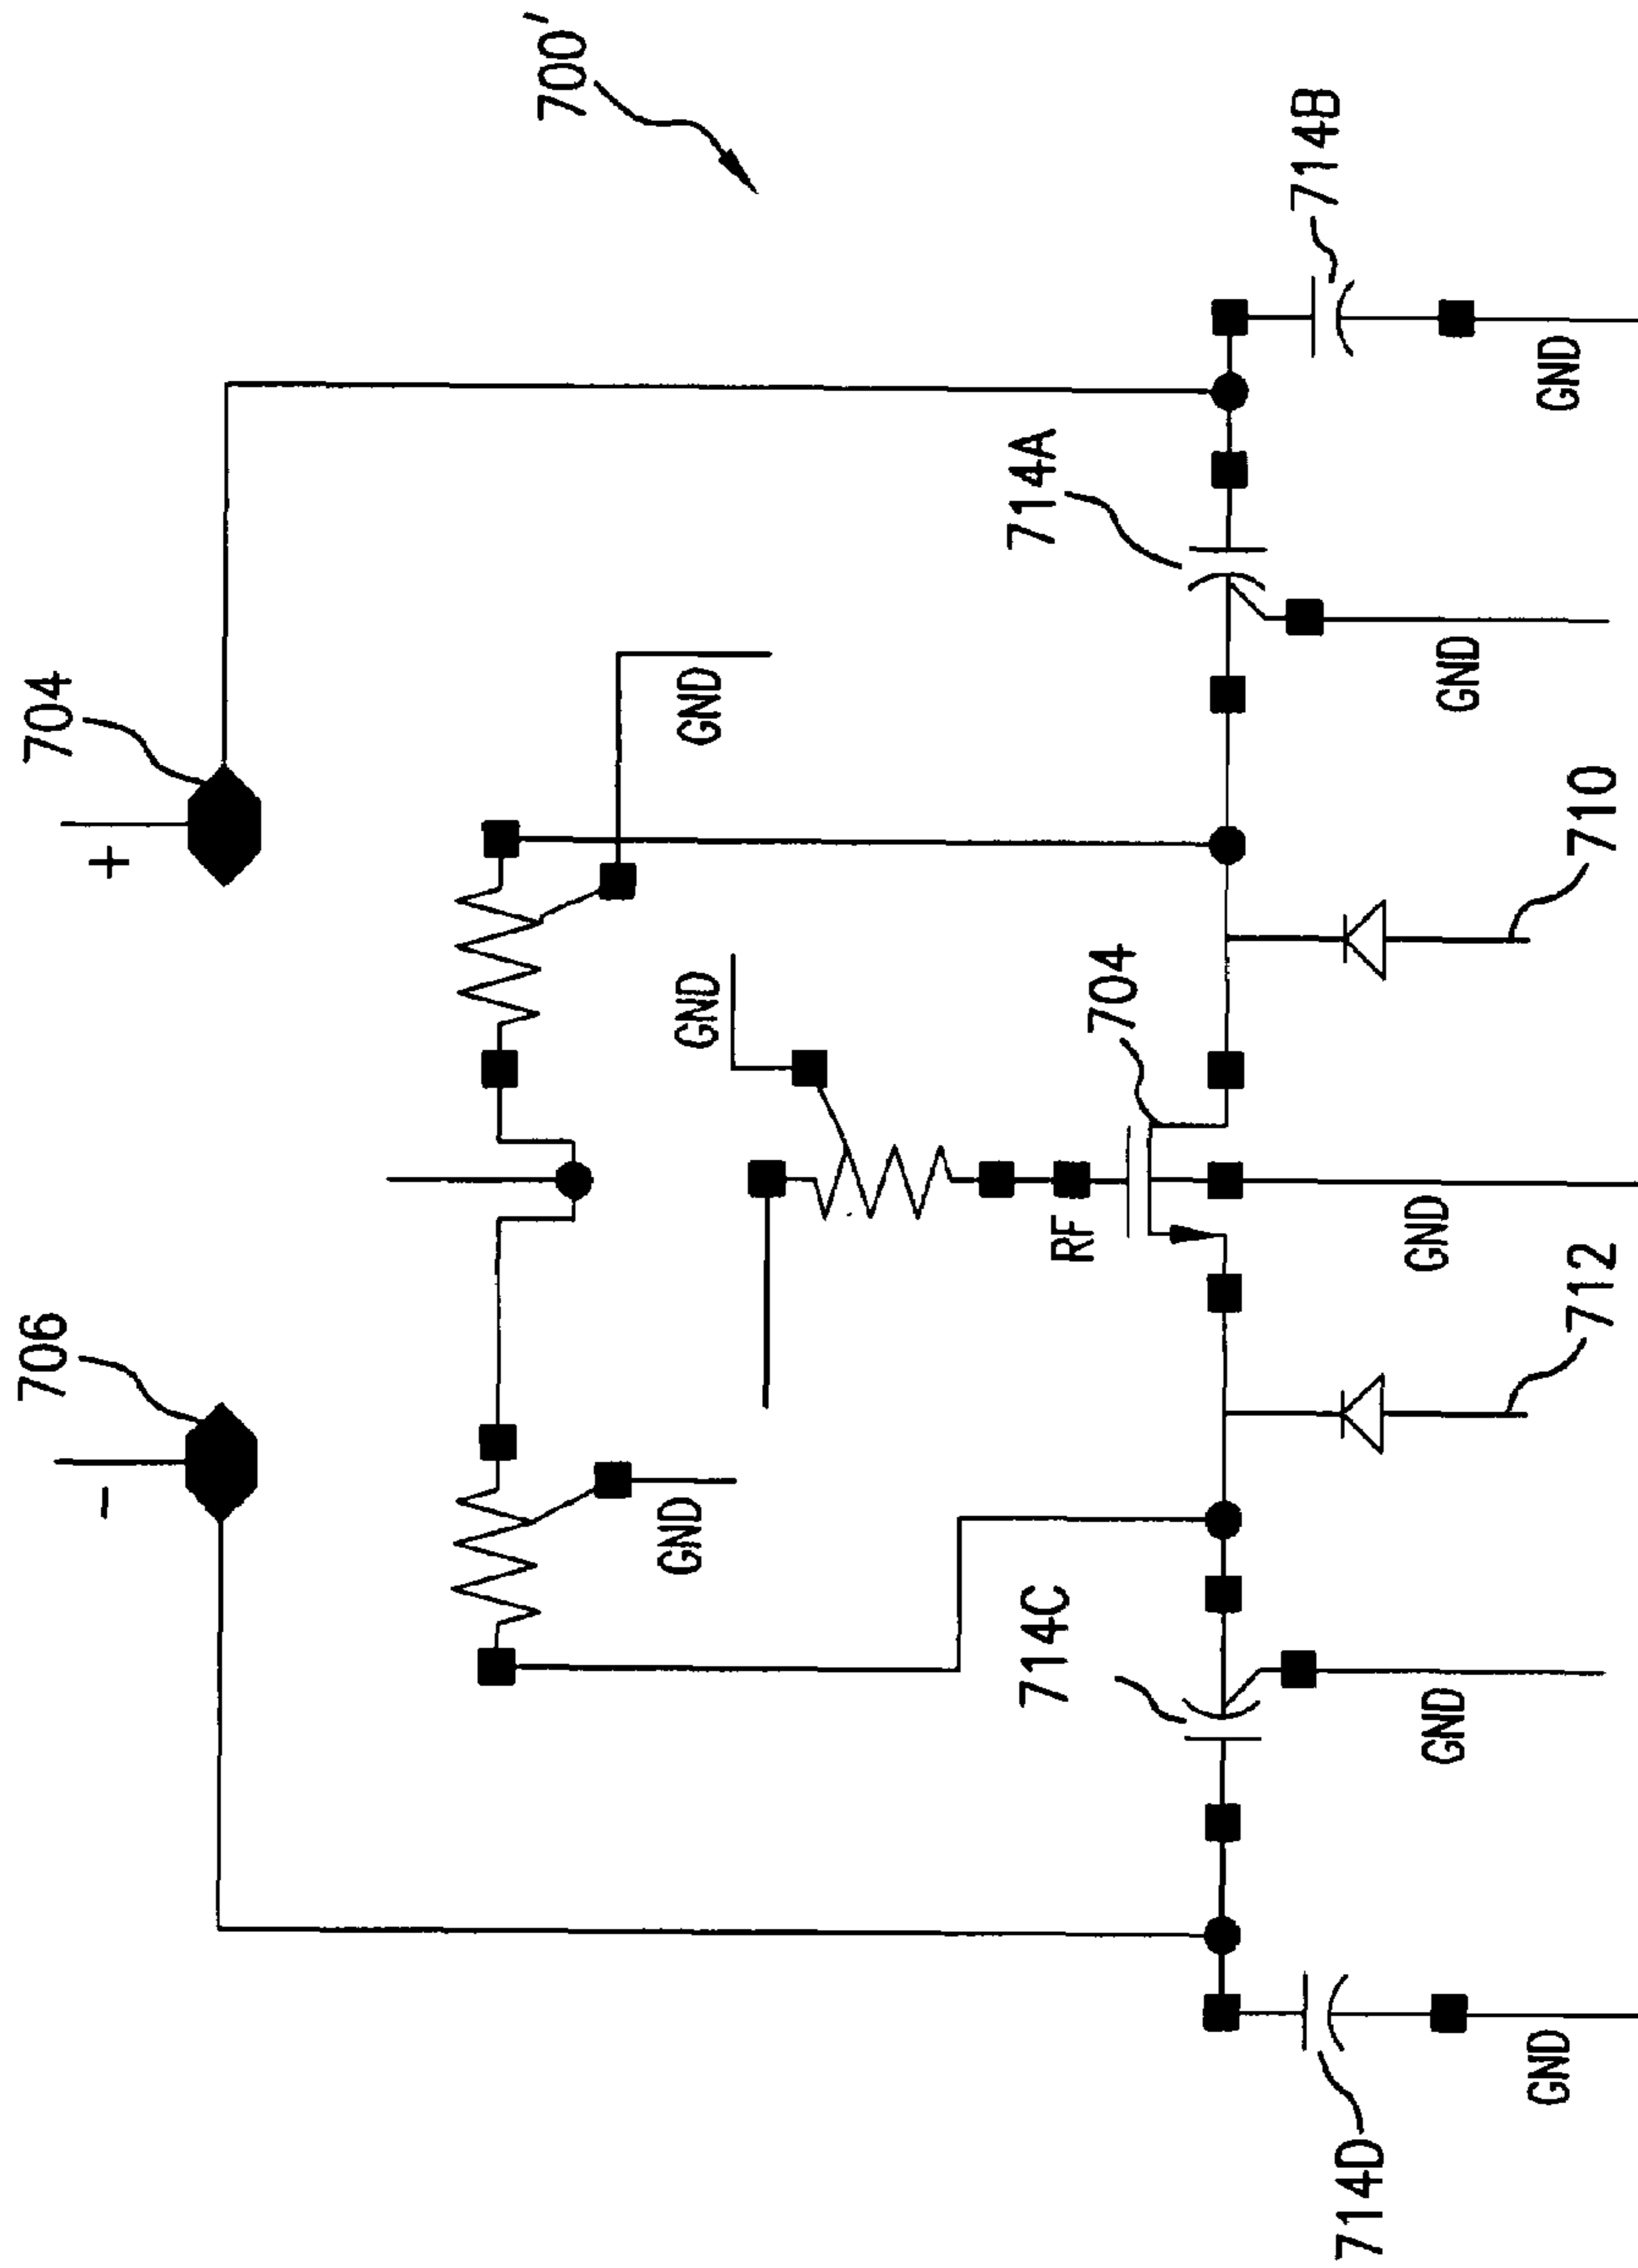 700'
704
+
706
-
714B
714A
GND
GND
GND
GND
704
710
RF
GND
712
GND
714C
GND
714D
GND